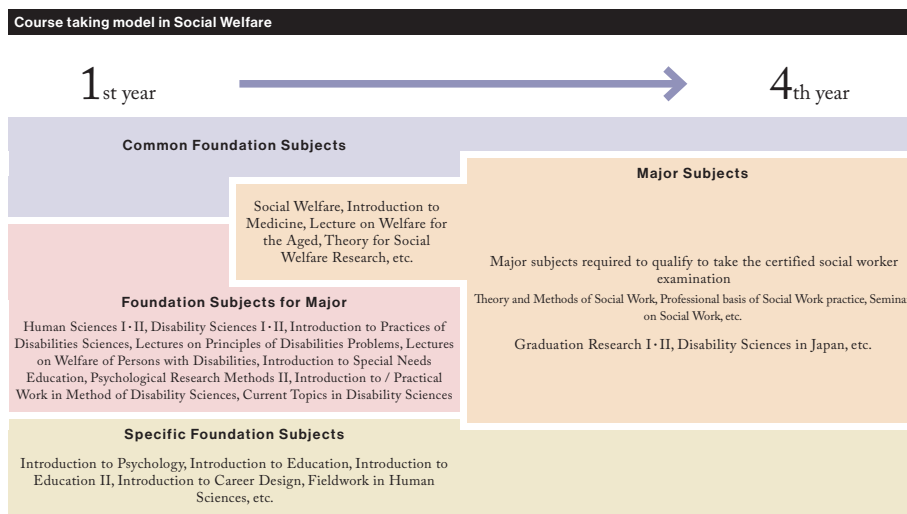 Course taking model in Social Welfare
1st year
4th year
Common Foundation Subjects
Major Subjects
Social Welfare, Introduction to
Medicine, Lecture on Welfare for
the Aged, Theory for Social
Welfare Research, etc.
Major subjects required to qualify to take the certified social worker
examination
Theory and Methods of Social Work, Professional basis of Social Work practice, Semina
on Social Work, etc.
Graduation Research I・II, Disability Sciences in Japan, etc.
Foundation Subjects for Major
Human Sciences I・II, Disability Sciences I・II, Introduction to Practices of
Disabilities Sciences, Lectures on Principles of Disabilities Problems, Lectures
on Welfare of Persons with Disabilities, Introduction to Special Needs
Education, Psychological Research Methods II, Introduction to / Practical
Work in Method of Disability Sciences, Current Topics in Disability Sciences
Specific Foundation Subjects
Introduction to Psychology, Introduction to Education, Introduction to
Education II, Introduction to Career Design, Fieldwork in Human
Sciences, etc.